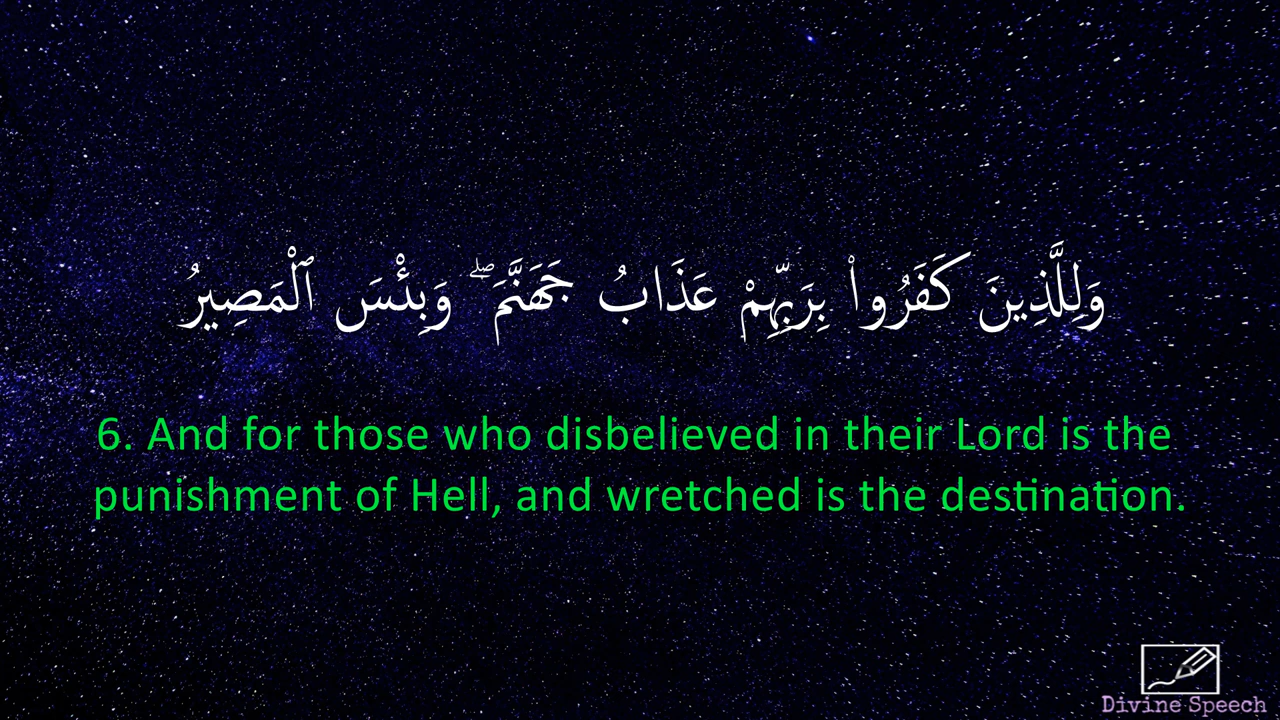 وَلِلَّذِينَ كَفَرُوا۟ بِرَبِّهِمْ عَذَابُ جَهَنَّمَ ۖ وَبِئْسَ ٱلْمَصِيرُ
6. And for those who disbelieved in their Lord is the
punishment of Hell, and wretched is the destination.
Divine Speech